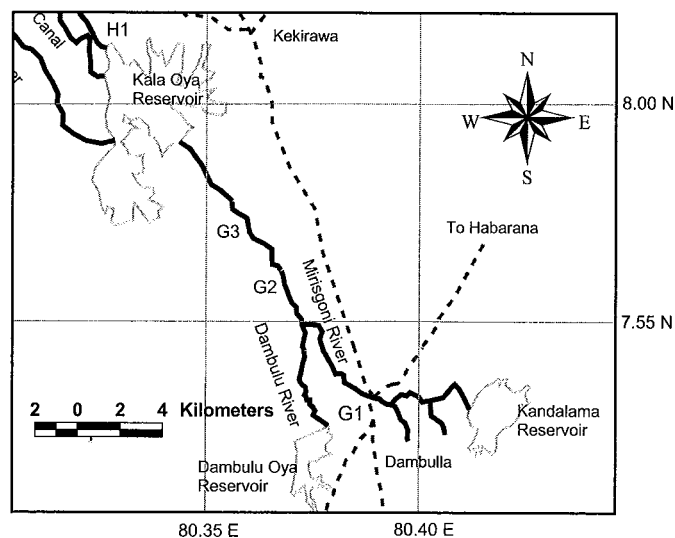 H1
Canal
er
Kekirawa
Kala Oya
Reservoir
N
8.00 N
W
E
S
G3
To Habarana
Mirisgoni River
G2
7.55 N
Dambulu River
2 0 2 4 Kilometers
G1
Kandalama
Reservoir
Dambulla
Dambulu Oya
Reservoir
80.35 E
80.40 E